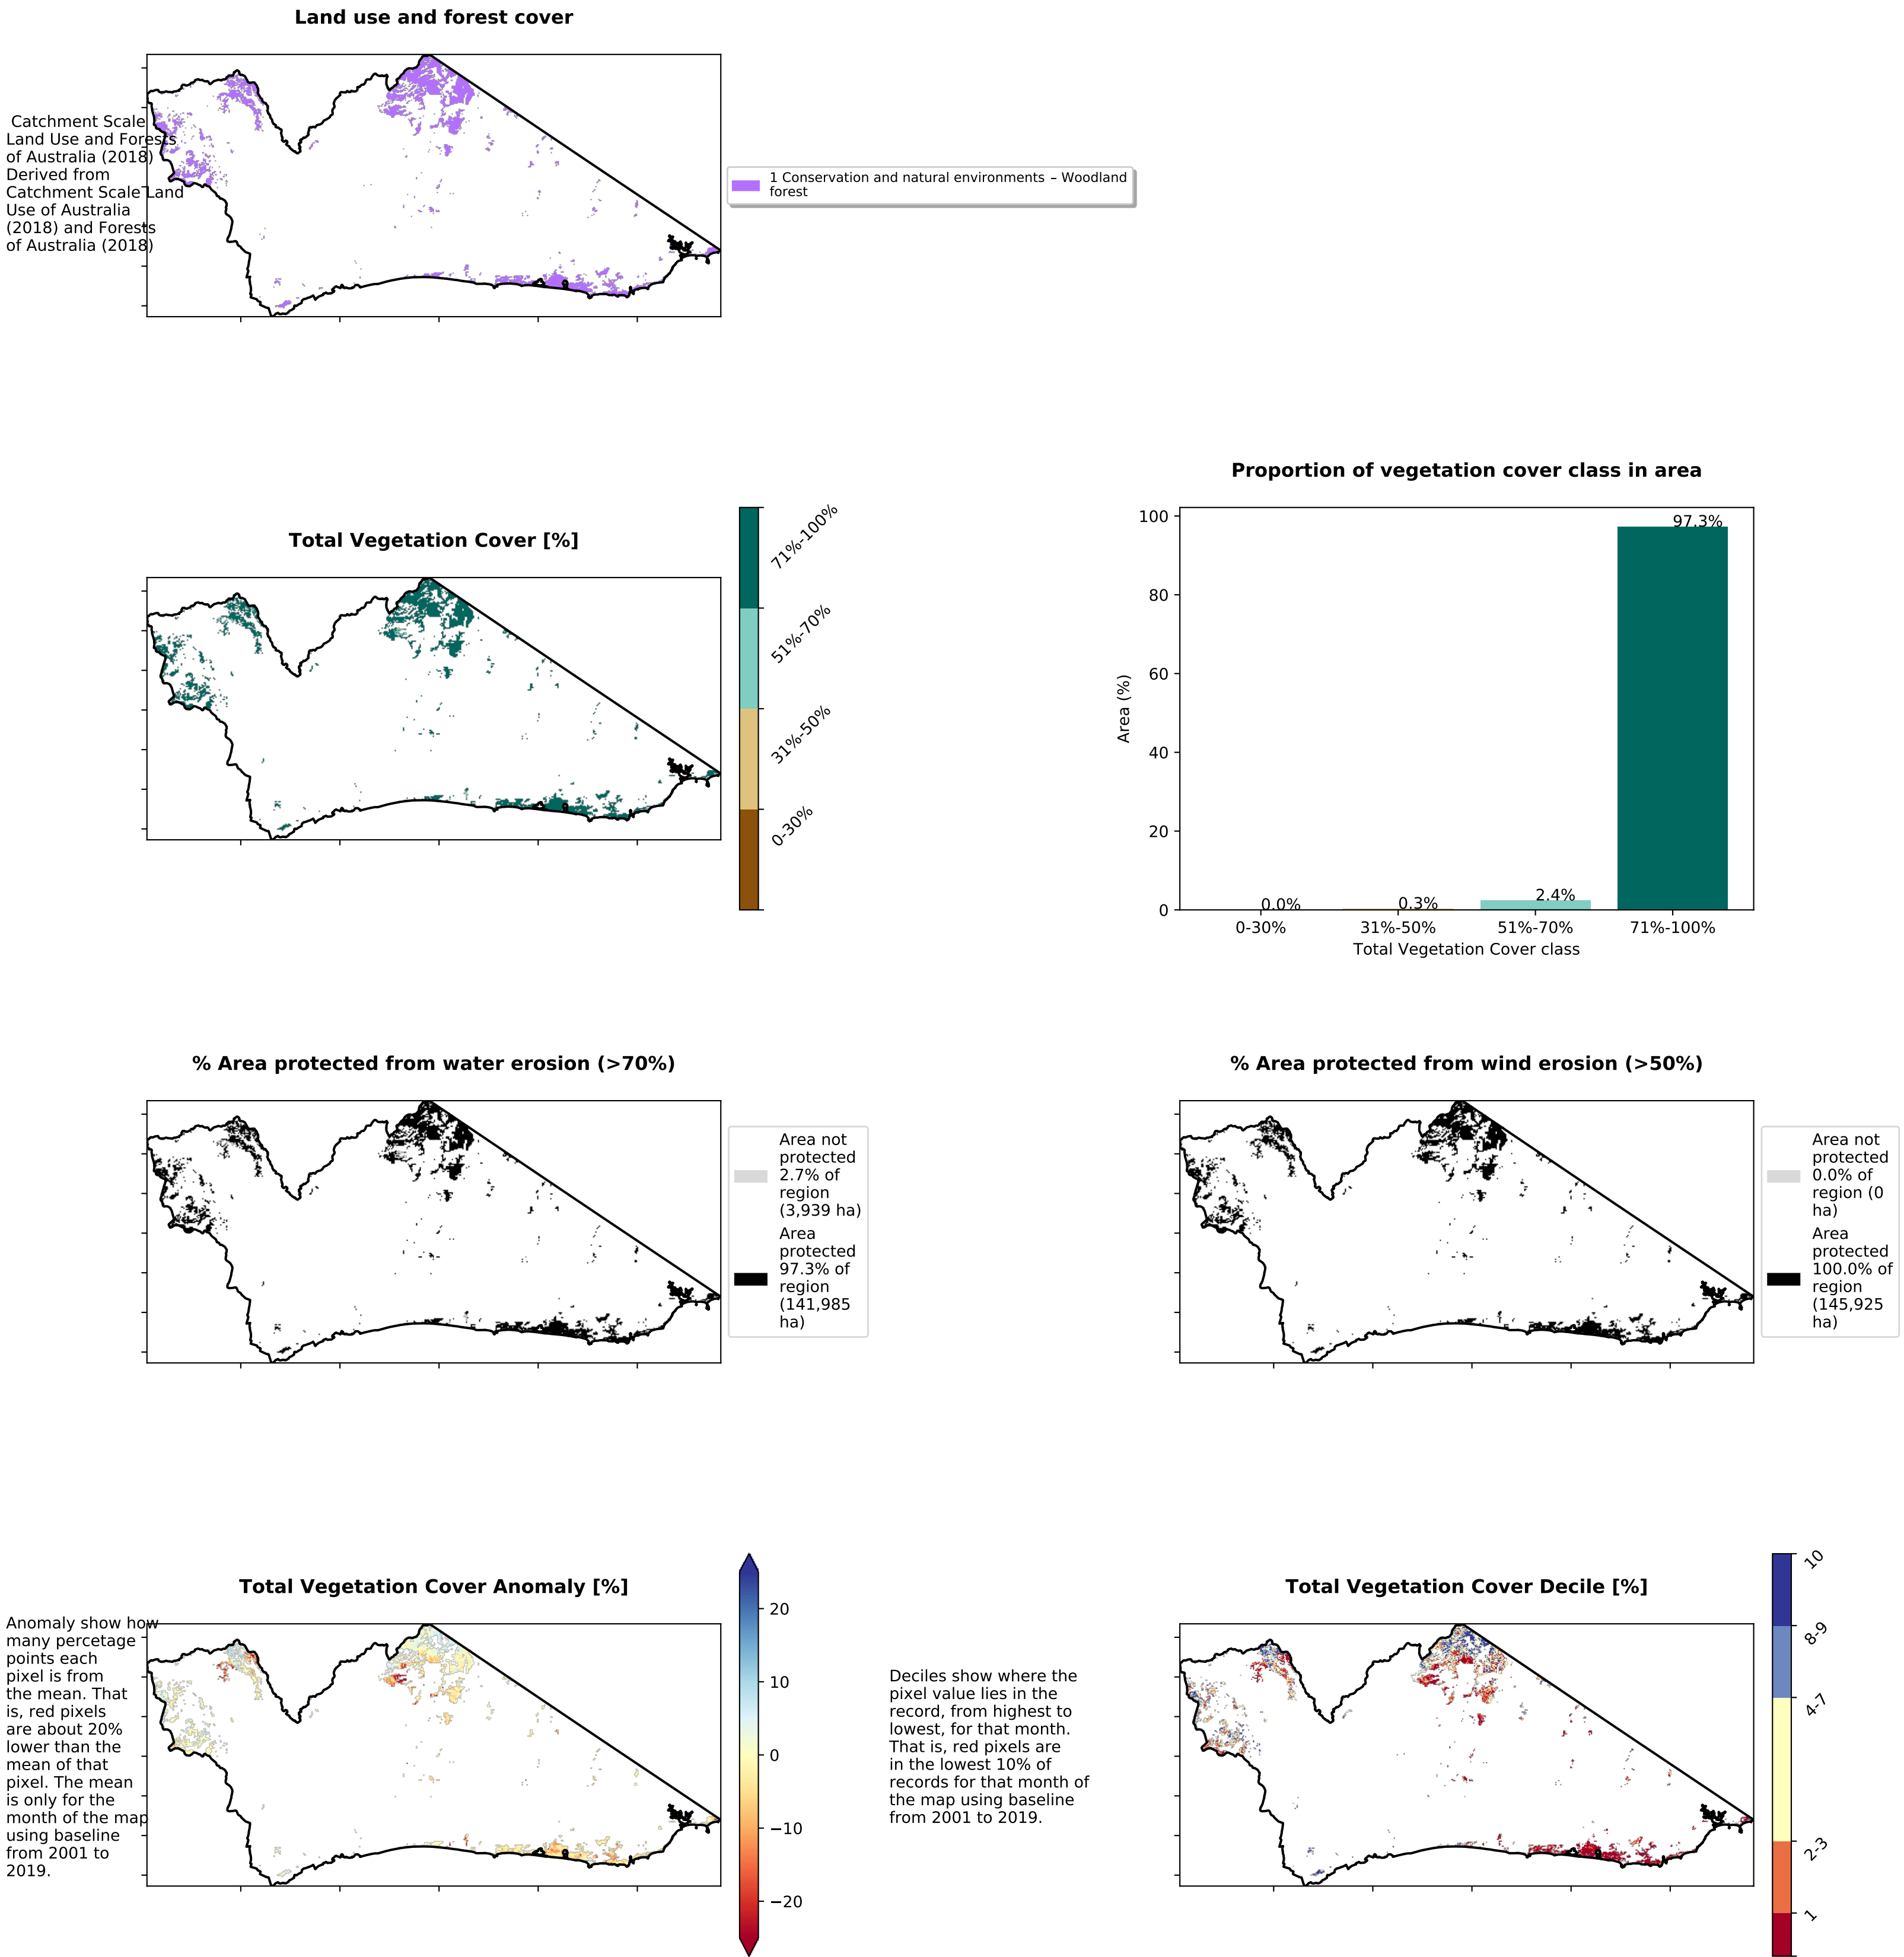 Land use and forest cover
Catchment Scale
Land Use and Forests
of Australia (2018)
Derived from
Catchment Scale Land
Use of Australia
(2018) and Forests
of Australia (2018)
1 Conservation and natural environments – Woodland
forest
Total Vegetation Cover [%]
71%-100%
51%-70%
31%-50%
0-30%
Proportion of vegetation cover class in area
Area (%)
100
80
60
40
20
0
0.0%
0.3%
2.4%
97.3%
0-30%
31%-50%
51%-70%
71%-100%
Total Vegetation Cover class
% Area protected from water erosion (>70%)
Area not
protected
2.7% of
region
(3,939 ha)
Area
protected
97.3% of
region
(141,985
ha)
% Area protected from wind erosion (>50%)
Area not
protected
0.0% of
region (0
ha)
Area
protected
100.0% of
region
(145,925
ha)
Total Vegetation Cover Anomaly [%]
Anomaly show how
many percetage
points each
pixel is from
the mean. That
is, red pixels
are about 20%
lower than the
mean of that
pixel. The mean
is only for the
month of the map
using baseline
from 2001 to
2019.
20
10
0
−10
−20
Total Vegetation Cover Decile [%]
Deciles show where the
pixel value lies in the
record, from highest to
lowest, for that month.
That is, red pixels are
in the lowest 10% of
records for that month of
the map using baseline
from 2001 to 2019.
10
8-9
4-7
2-3
1